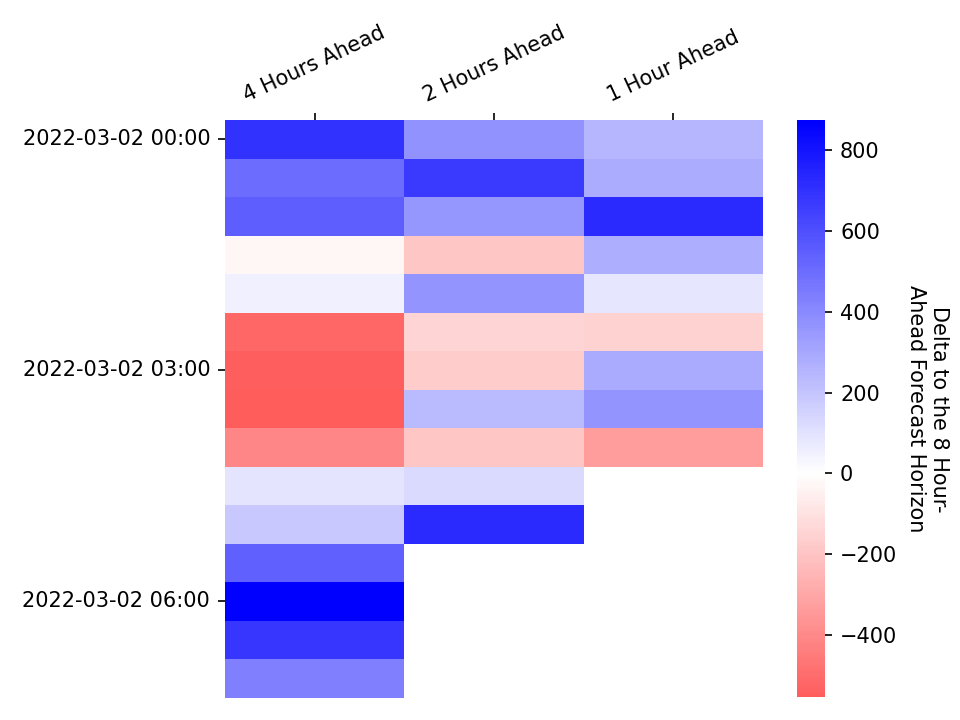 4 Hours Ahead
2 Hours Ahead
1 Hour Ahead
2022-03-02 00:00
2022-03-02 03:00
2022-03-02 06:00
800
600
400
200
0
−200
−400
Delta to the 8 Hour-
Ahead Forecast Horizon